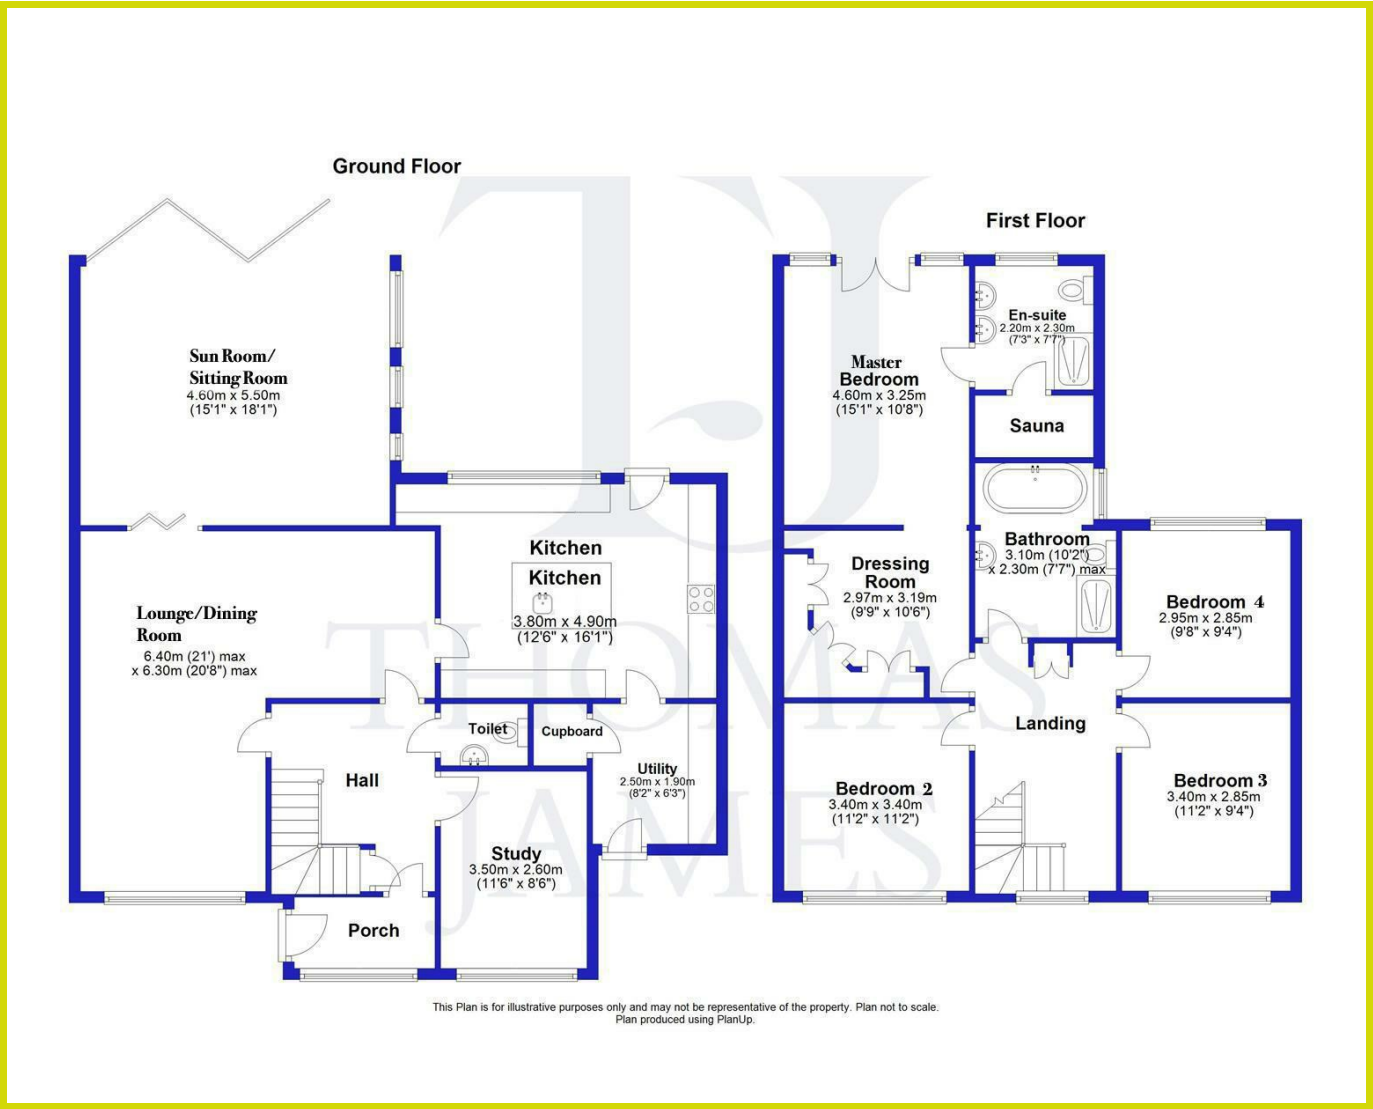 Ground Floor
First Floor
Sun Room/
Sitting Room
4.60m x 5.50m
(15'1" x 18'1")
Kitchen
Kitchen
3.80m x 4.90m
(12'6" x 16'1")
Lounge/Dining
Room
6.40m (21') max
x 6.30m (20'8") max
Toilet
Cupboard
Hall
Utility
2.50m x 1.90m
(8'2" x 6'3")
Study
3.50m x 2.60m
(11'6" x 8'6")
Porch
Master
Bedroom
4.60m x 3.25m
(15'1" x 10'8")
En-suite
2.20m x 2.30m
(7'3" x 7'7")
Sauna
Bathroom
3.10m (10'2")
x 2.30m (7'7") max
Dressing
Room
2.97m x 3.19m
(9'9" x 10'6")
Bedroom 4
2.95m x 2.85m
(9'8" x 9'4")
Landing
Bedroom 2
3.40m x 3.40m
(11'2" x 11'2")
Bedroom 3
3.40m x 2.85m
(11'2" x 9'4")
TJ
THOMAS
JAMES
This Plan is for illustrative purposes only and may not be representative of the property. Plan not to scale.
Plan produced using PlanUp.